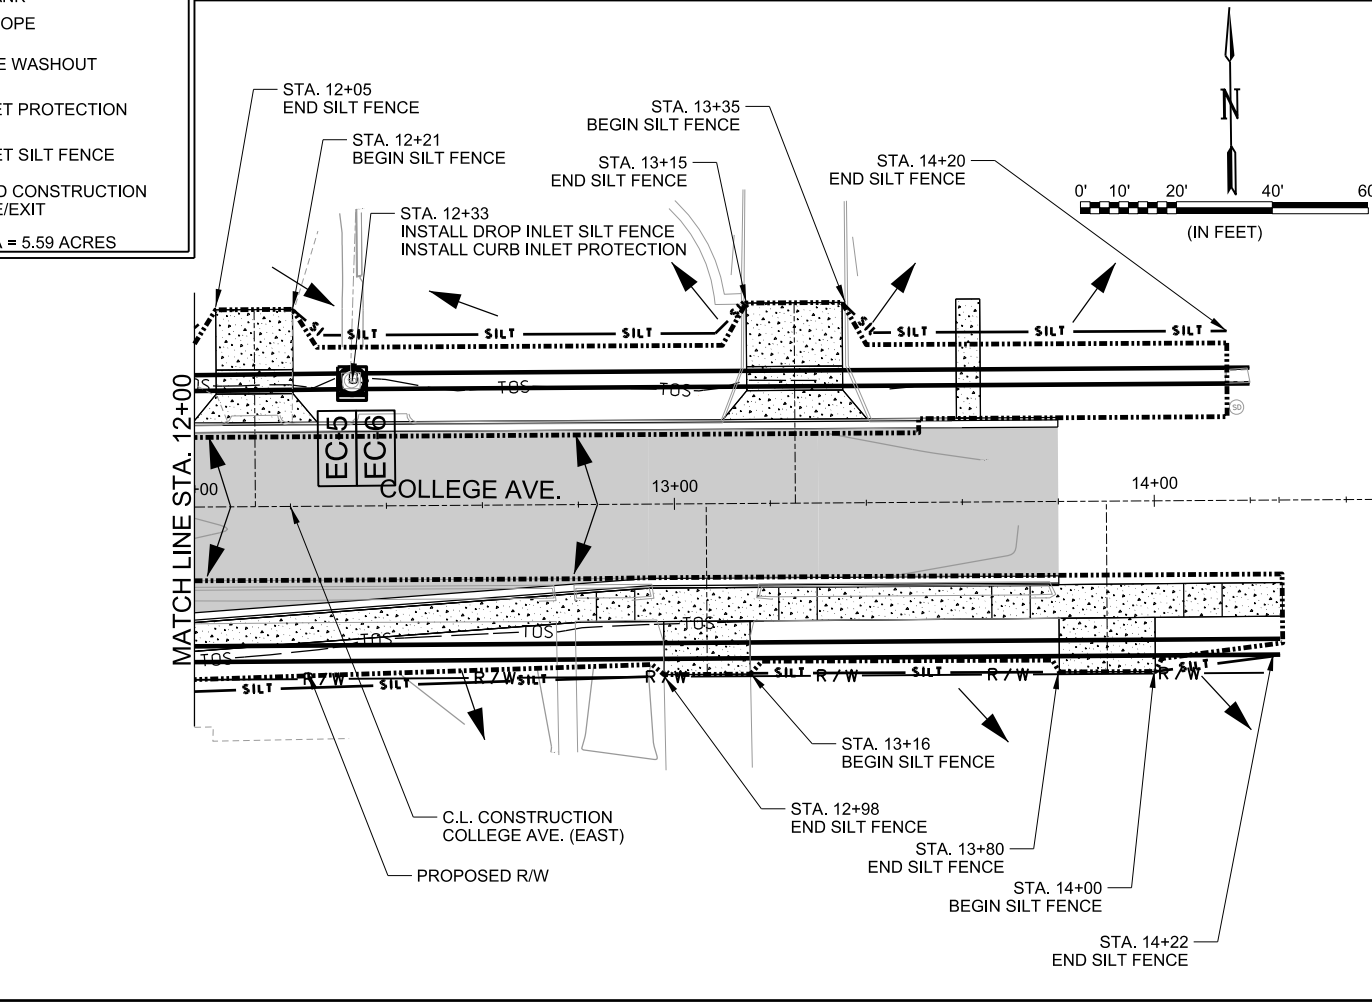 OPE
E WASHOUT
ET PROTECTION
ET SILT FENCE
D CONSTRUCTION
E/EXIT
= 5.59 ACRES
STA. 12+05
END SILT FENCE
STA. 12+21
BEGIN SILT FENCE
STA. 12+33
INSTALL DROP INLET SILT FENCE
INSTALL CURB INLET PROTECTION
STA. 13+35
BEGIN SILT FENCE
STA. 13+15
END SILT FENCE
STA. 14+20
END SILT FENCE
N
0' 10' 20' 40' 60
(IN FEET)
SILT SILT SILT SILT SILT SILT
TOS TOS
SD
EC-5
EC-6
MATCH LINE STA. 12+00
+00
COLLEGE AVE.
13+00
14+00
TOS TOS TOS TOS
SILT SILT SILT SILT SILT SILT
R/W R/W R/W R/W R/W R/W
STA. 13+16
BEGIN SILT FENCE
STA. 12+98
END SILT FENCE
C.L. CONSTRUCTION
COLLEGE AVE. (EAST)
PROPOSED R/W
STA. 13+80
END SILT FENCE
STA. 14+00
BEGIN SILT FENCE
STA. 14+22
END SILT FENCE